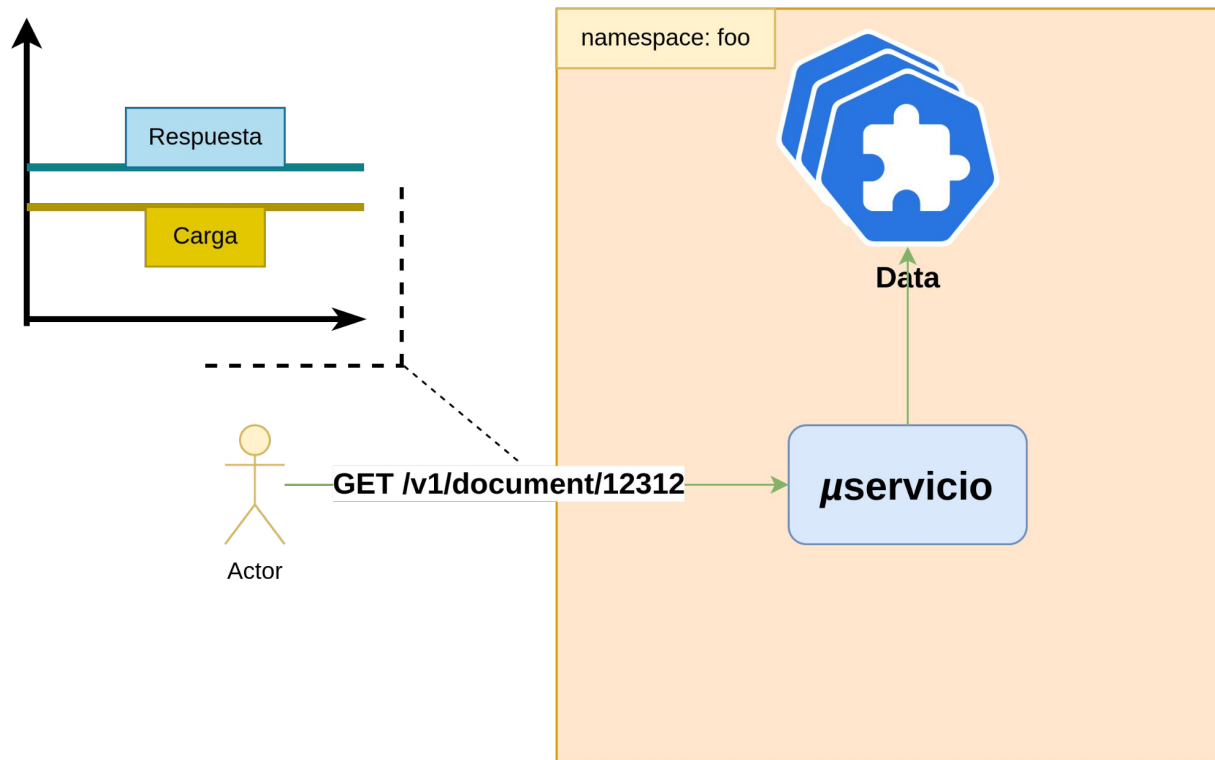 namespace: foo
Respuesta
Carga
Data
GET /v1/document/12312
µservicio
Actor